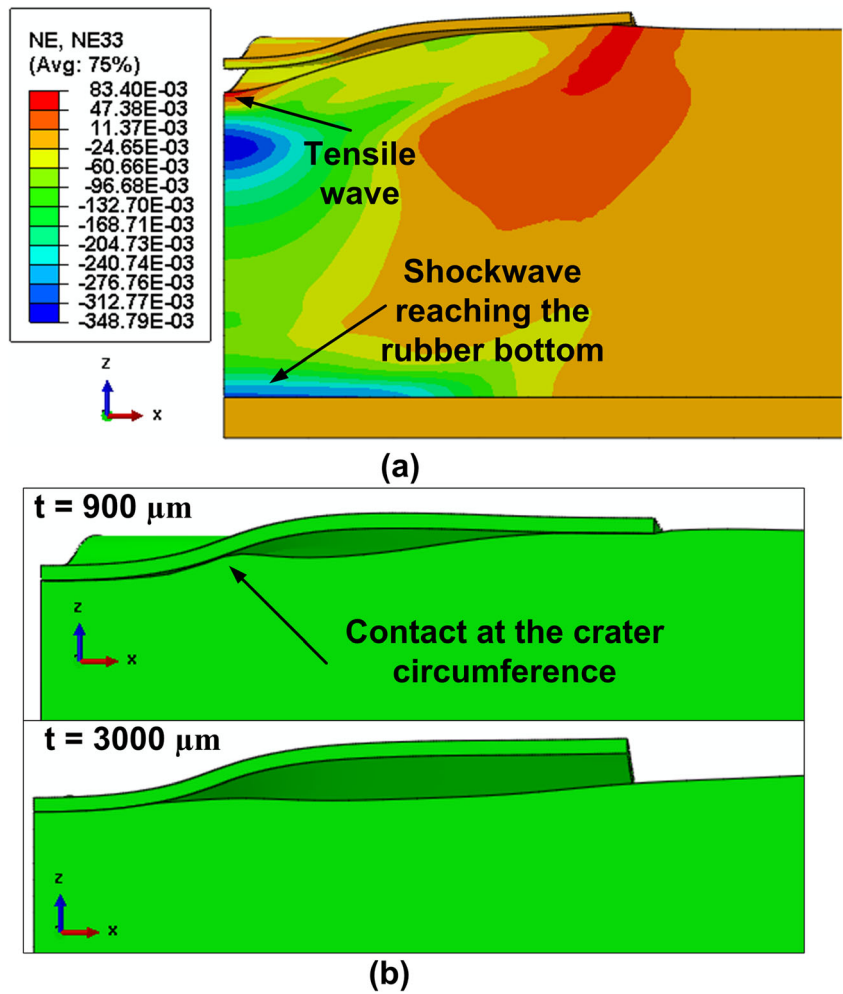 NE, NE33
(Avg: 75%)
83.40E-03
47.38E-03
11.37E-03
-24.65E-03
-60.66E-03
-96.68E-03
-132.70E-03
-168.71E-03
-204.73E-03
-240.74E-03
-276.76E-03
-312.77E-03
-348.79E-03
Tensile
wave
Shockwave
reaching the
rubber bottom
z
x
(a)
t = 900 μm
z
x
Contact at the crater
circumference
t = 3000 μm
z
x
(b)